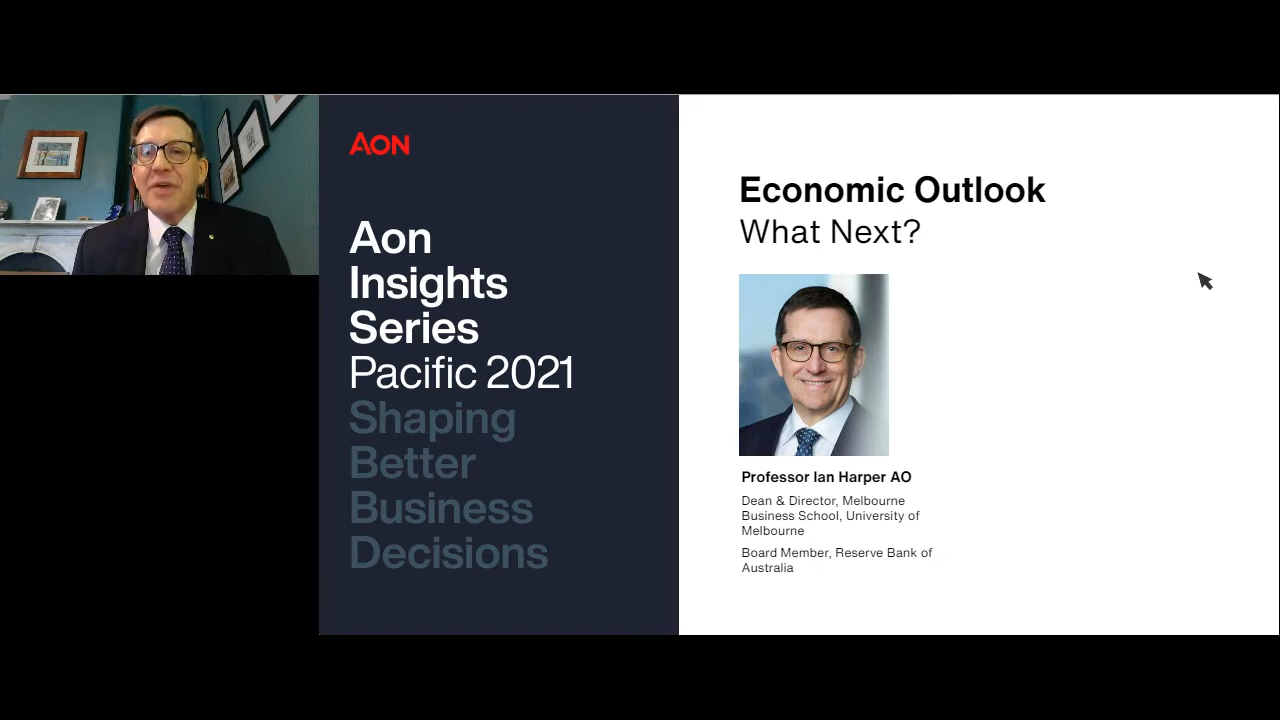 AON
Aon
Insights
Series
Pacific 2021
Shaping
Better
Business
Decisions
Economic Outlook
What Next?
Professor Ian Harper AO
Dean & Director, Melbourne
Business School, University of
Melbourne
Board Member, Reserve Bank of
Australia